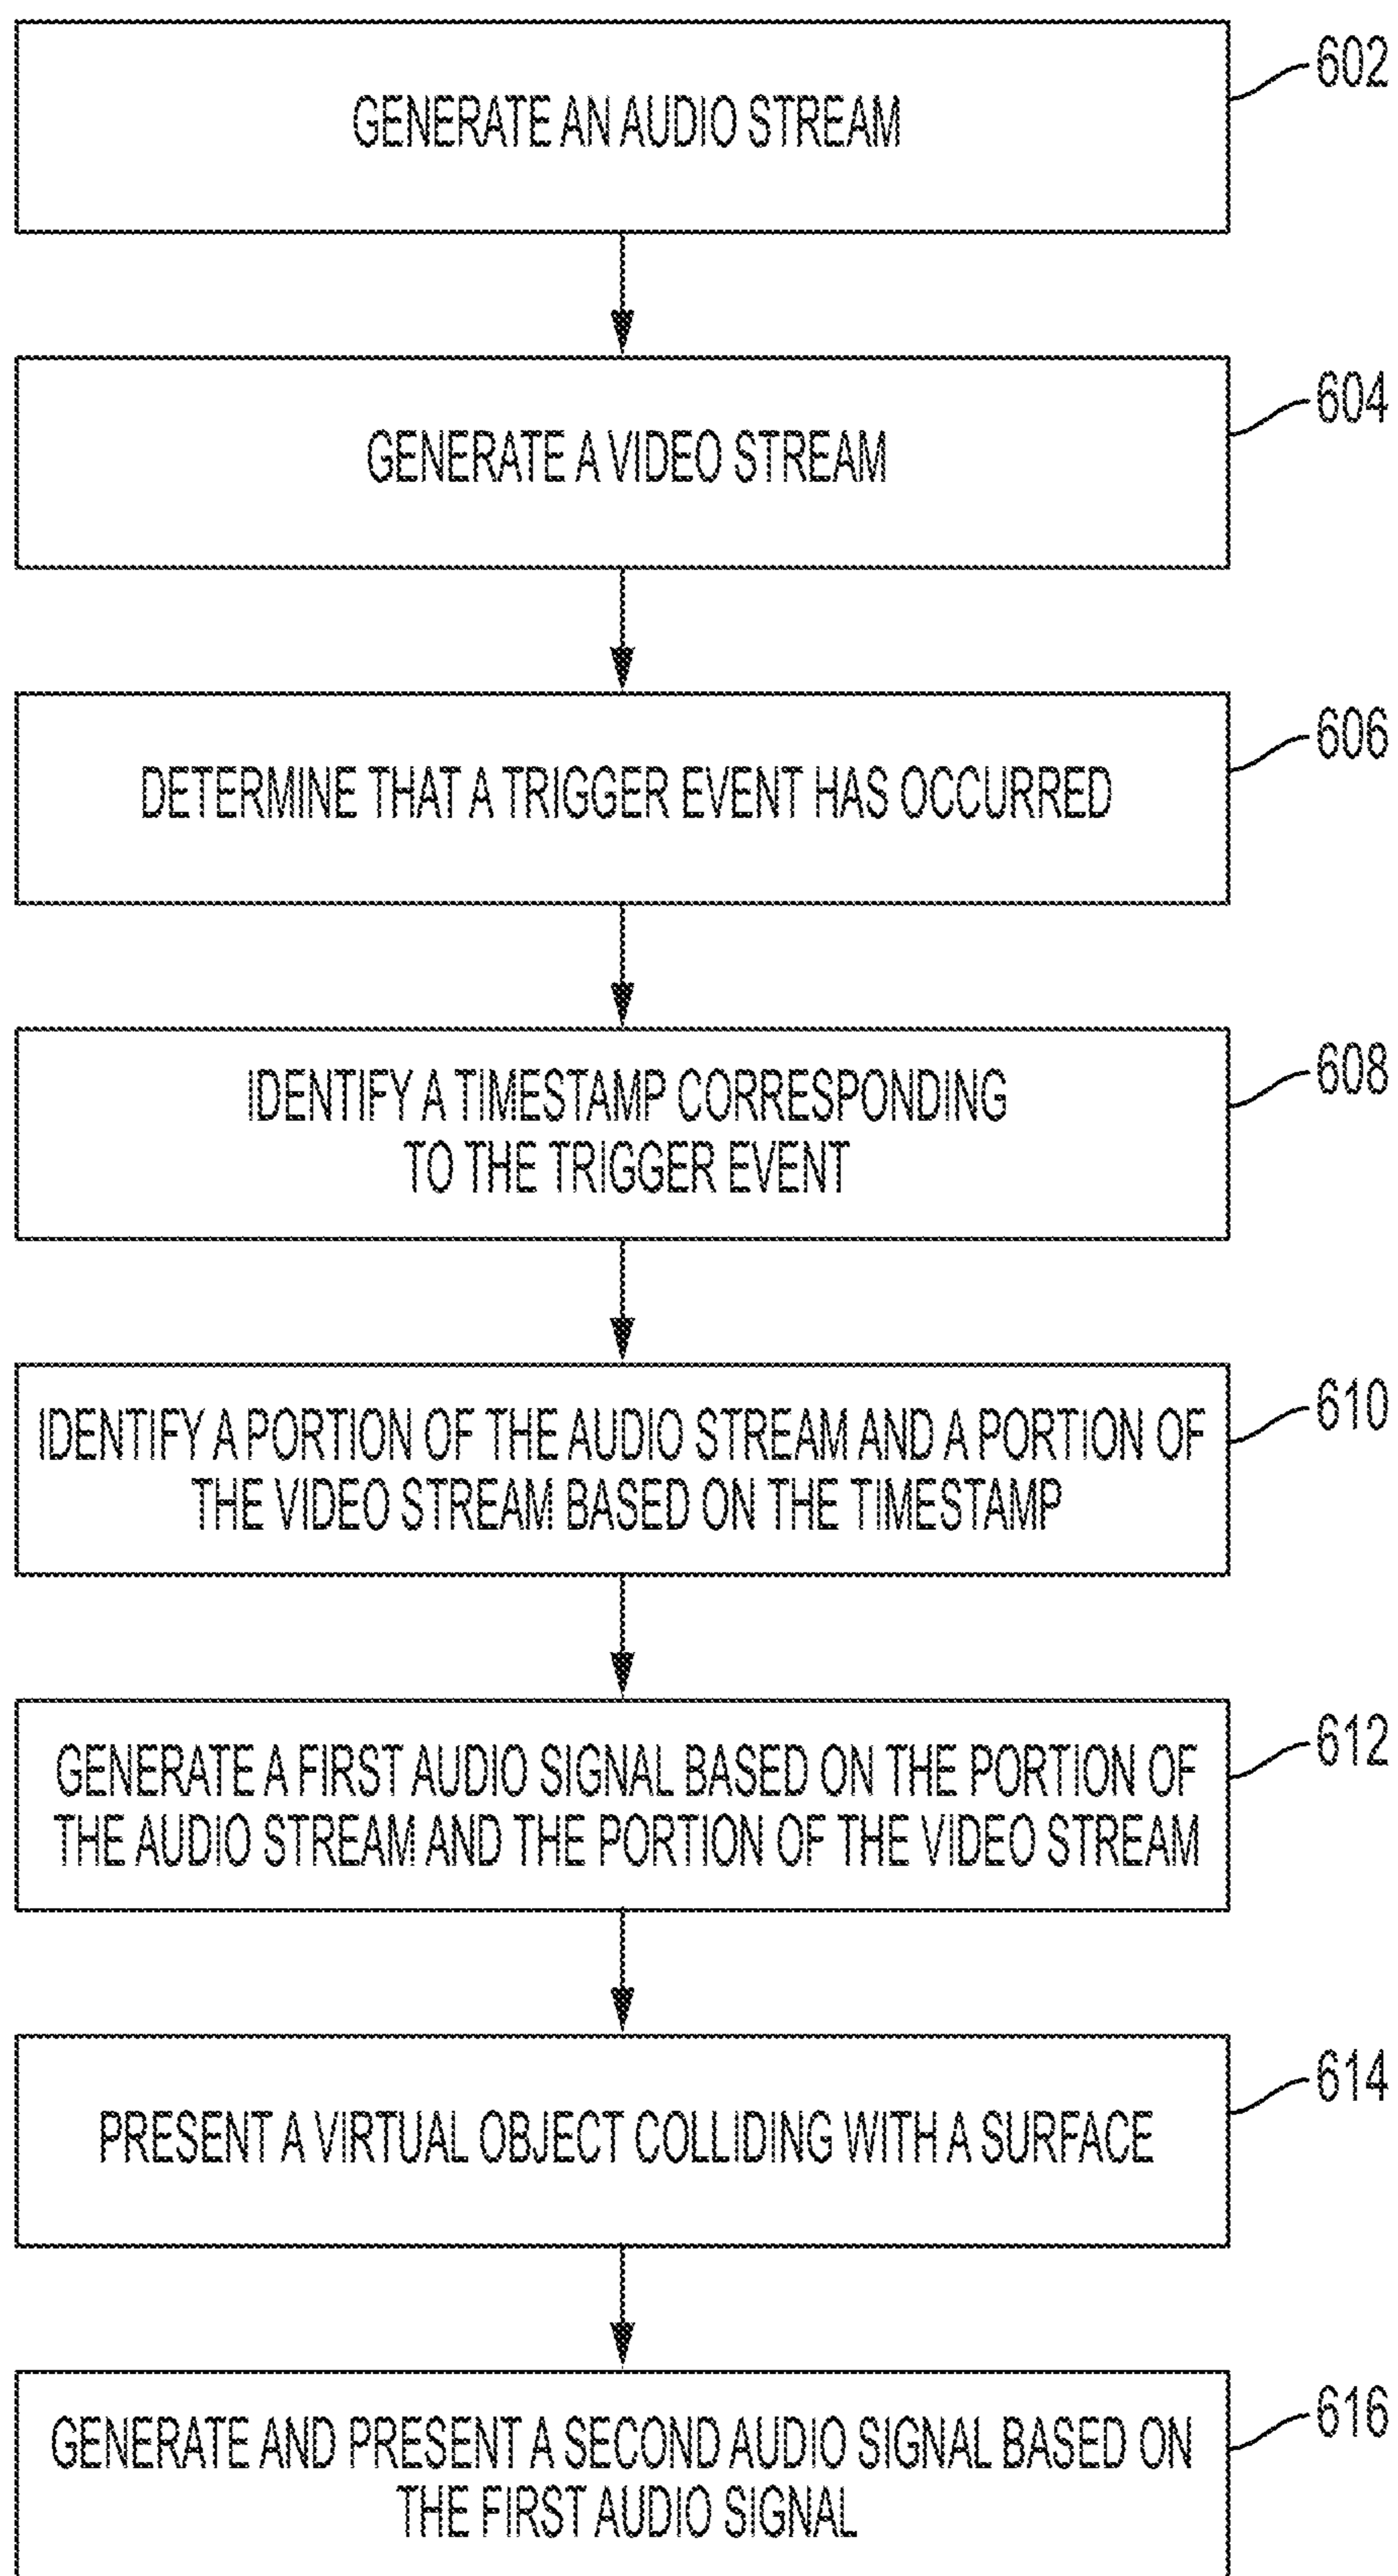 GENERATE AN AUDIO STREAM
602
GENERATE A VIDEO STREAM
604
DETERMINE THAT A TRIGGER EVENT HAS OCCURRED
606
IDENTIFY A TIMESTAMP CORRESPONDING
TO THE TRIGGER EVENT
608
IDENTIFY A PORTION OF THE AUDIO STREAM AND A PORTION OF
THE VIDEO STREAM BASED ON THE TIMESTAMP
610
GENERATE A FIRST AUDIO SIGNAL BASED ON THE PORTION OF
THE AUDIO STREAM AND THE PORTION OF THE VIDEO STREAM
612
PRESENT A VIRTUAL OBJECT COLLIDING WITH A SURFACE
614
GENERATE AND PRESENT A SECOND AUDIO SIGNAL BASED ON
THE FIRST AUDIO SIGNAL
616